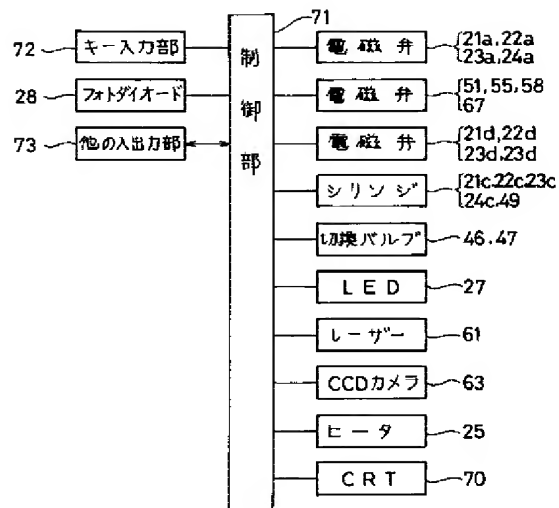 71
72
キー入力部
28
フォトダイオード
73
他の入出力部
制御部
電磁弁
21a.22a
23a.24a
電磁弁
51,55,58
67
電磁弁
21d,22d
23d.23d
シリンジ
21c.22c.23c
24c.49
切換バルブ
46.47
LED
27
レーザー
61
CCDカメラ
63
ヒータ
25
CRT
70